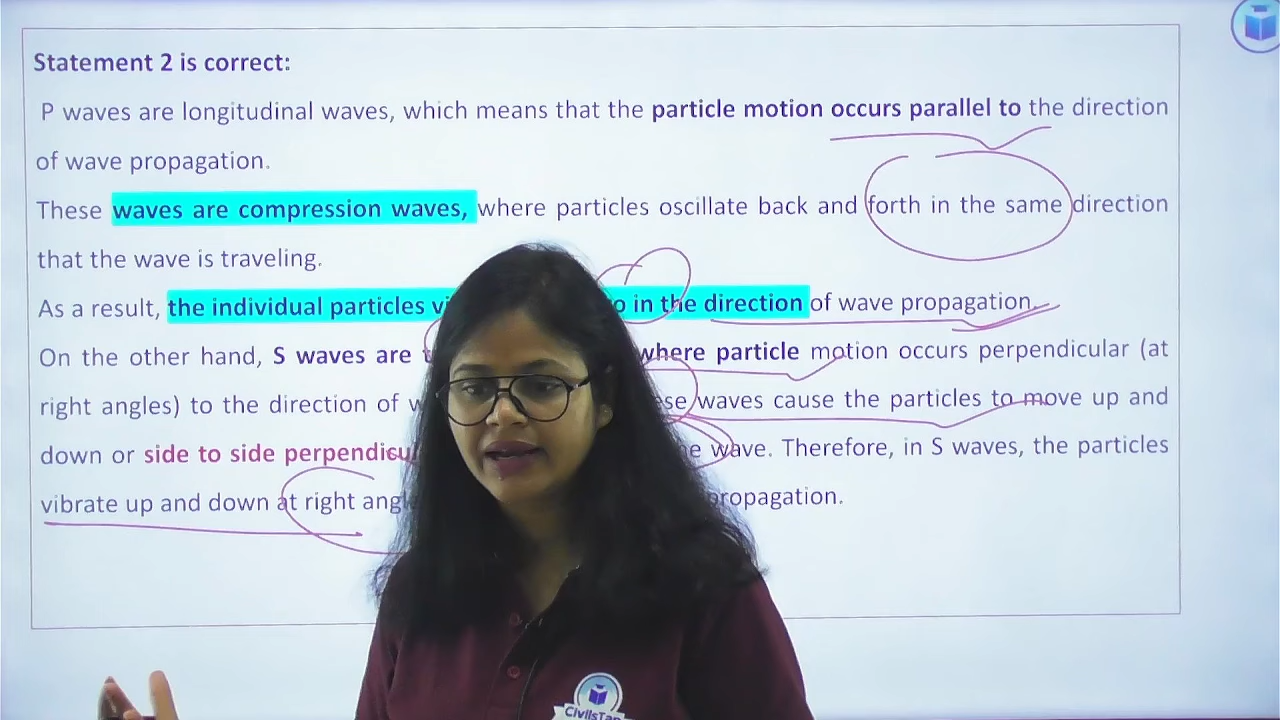 Statement 2 is correct:
P waves are longitudinal waves, which means that the particle motion occurs parallel to the direction
of wave propagation.
These waves are compression waves, where particles oscillate back and forth in the same direction
that the wave is traveling.
As a result, the individual particles in the direction of wave propagation.
On the other hand, S waves are where particle motion occurs perpendicular (at
right angles) to the direction of waves cause the particles to move up and
down or side to side wave. Therefore, in S waves, the particles
vibrate up and down at right propagation.